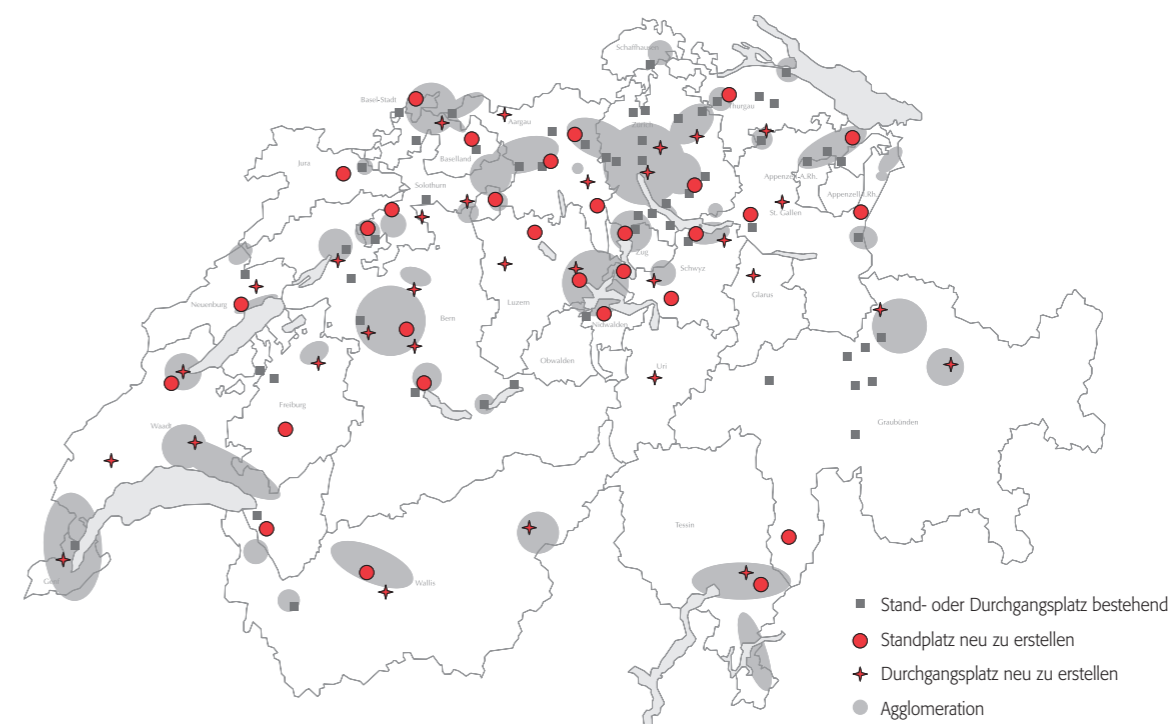 Schaffhausen
Basel-Stadt
Thurgau
Aargau
Zürich
Baselland
Jura
Appenzell-A.Rh.
Solothurn
Appenzell-I.Rh.
St. Gallen
Zug
Schwyz
Glarus
Neuenburg
Luzern
Bern
Nidwalden
Obwalden
Uri
Freiburg
Graubünden
Waadt
Tessin
Genf
Wallis
Stand- oder Durchgangsplatz bestehend
Standplatz neu zu erstellen
Durchgangsplatz neu zu erstellen
Agglomeration